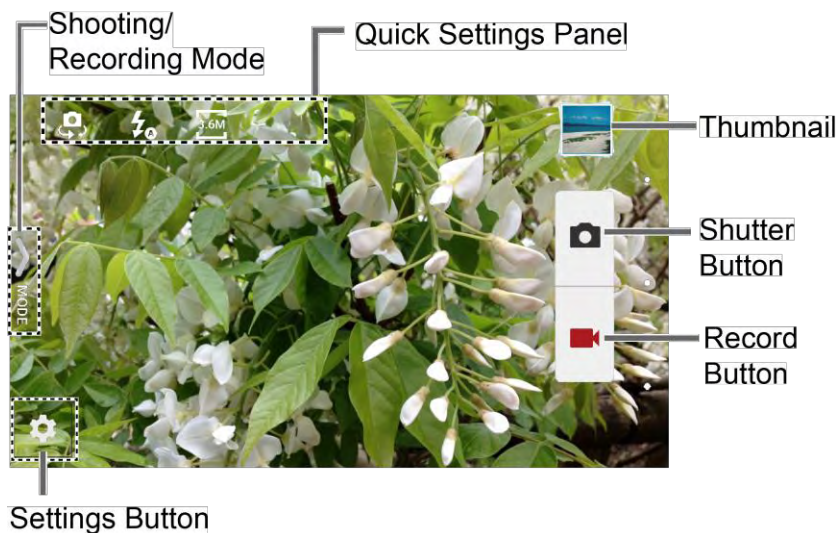 Shooting/
Recording Mode
Quick Settings Panel
3.6M
A
Thumbnail
MODE
Shutter
Button
Record
Button
Settings Button